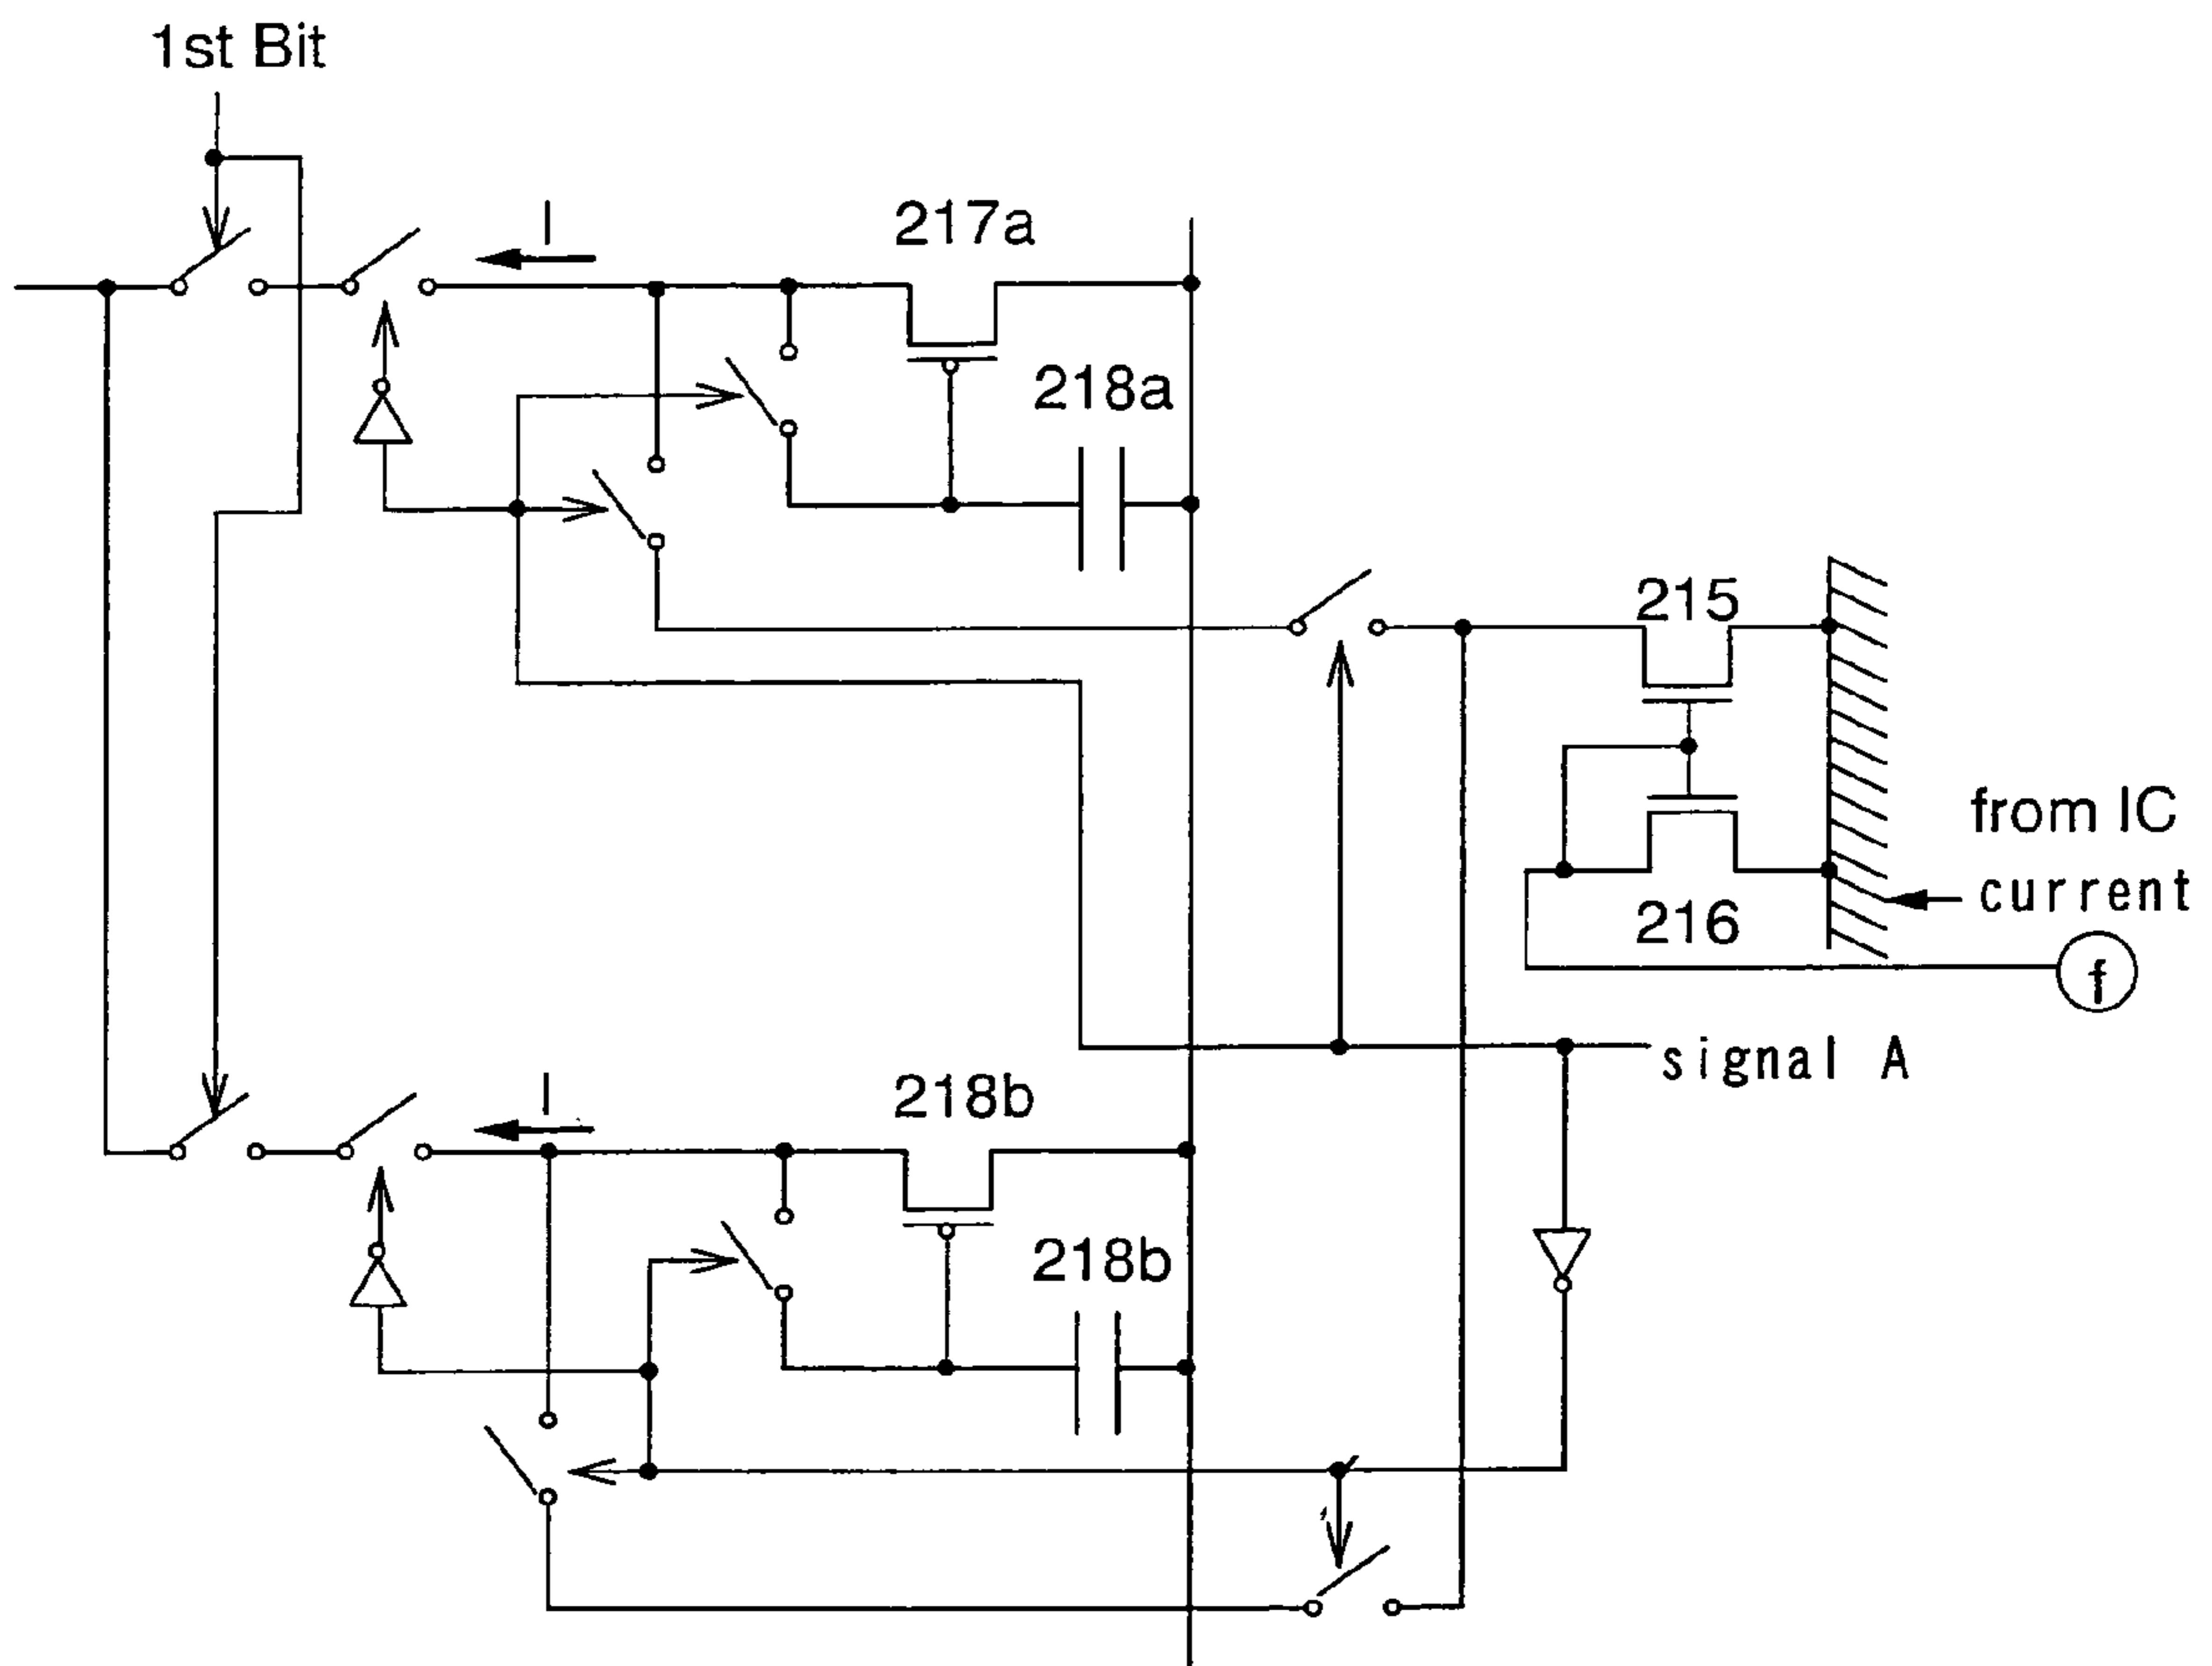 1st Bit
I
217a
218a
215
from IC
current
216
f
signal A
I
218b
218b